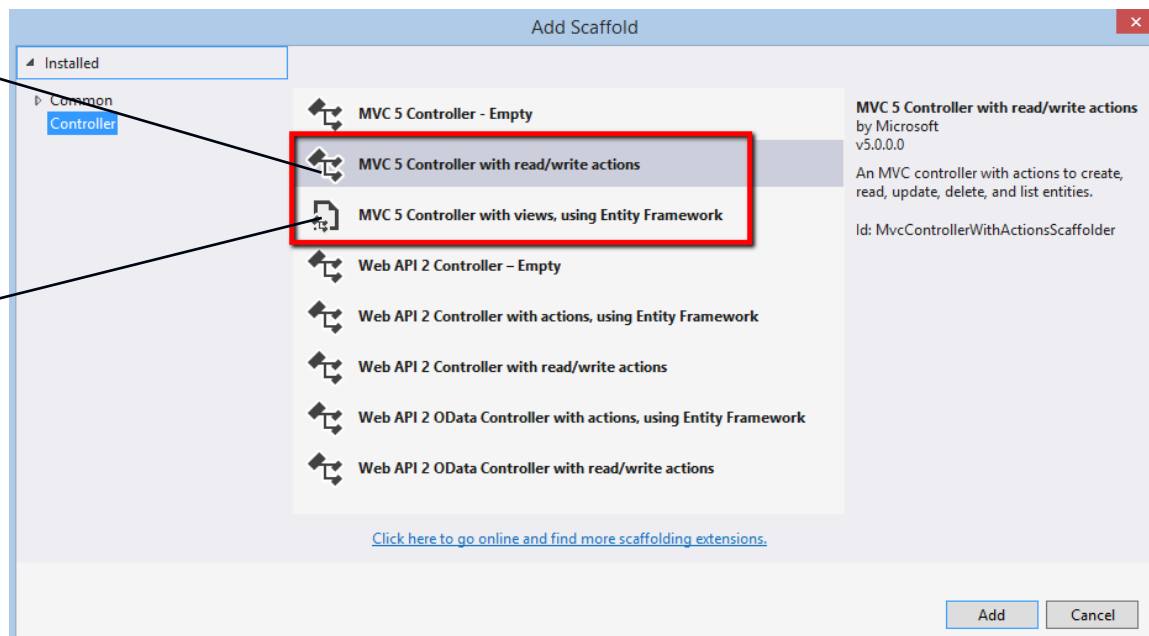 Add Scaffold
Installed
Common
Controller
MVC 5 Controller - Empty
MVC 5 Controller with read/write actions
MVC 5 Controller with views, using Entity Framework
Web API 2 Controller – Empty
Web API 2 Controller with actions, using Entity Framework
Web API 2 Controller with read/write actions
Web API 2 OData Controller with actions, using Entity Framework
Web API 2 OData Controller with read/write actions
Click here to go online and find more scaffolding extensions.
MVC 5 Controller with read/write actions
by Microsoft
v5.0.0.0
An MVC controller with actions to create,
read, update, delete, and list entities.
Id: MvcControllerWithActionsScaffolder
Add
Cancel